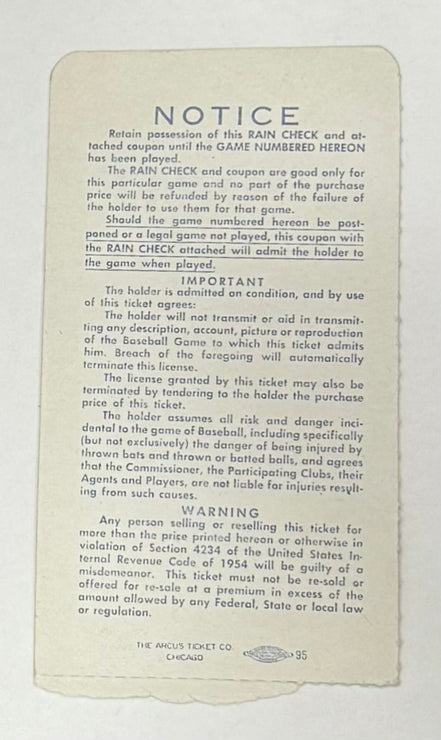 NOTICE
Retain possession of this RAIN CHECK and at-
tached coupon until the GAME NUMBERED HEREON
has been played.
The RAIN CHECK and coupon are good only for
this particular game and no part of the purchase
price will be refunded by reason of the failure of
the holder to use them for that game.
Should the game numbered hereon be post-
poned or a legal game not played, this coupon with
the RAIN CHECK attached will admit the holder to
the game when played.
IMPORTANT
The holder is admitted on condition, and by use
of this ticket agrees:
The holder will not transmit or aid in transmit-
ting any description, account, picture or reproduction
of the Baseball Game to which this ticket admits
him. Breach of the foregoing will automatically
terminate this license.
The license granted by this ticket may also be
terminated by tendering to the holder the purchase
price of this ticket.
The holder assumes all risk and danger inci-
dental to the game of Baseball, including specifically
(but not exclusively) the danger of being injured by
thrown bats and thrown or batted balls, and agrees
that the Commissioner, the Participating Clubs, their
Agents and Players, are not liable for injuries result-
ing from such causes.
WARNING
Any person selling or reselling this ticket for
more than the price printed hereon or otherwise in
violation of Section 4234 of the United States In-
ternal Revenue Code of 1954 will be guilty of a
misdemeanor. This ticket must not be re-sold or
offered for re-sale at a premium in excess of the
amount allowed by any Federal, State or local law
or regulation.
THE ARCUS TICKET CO.
CHICAGO
95